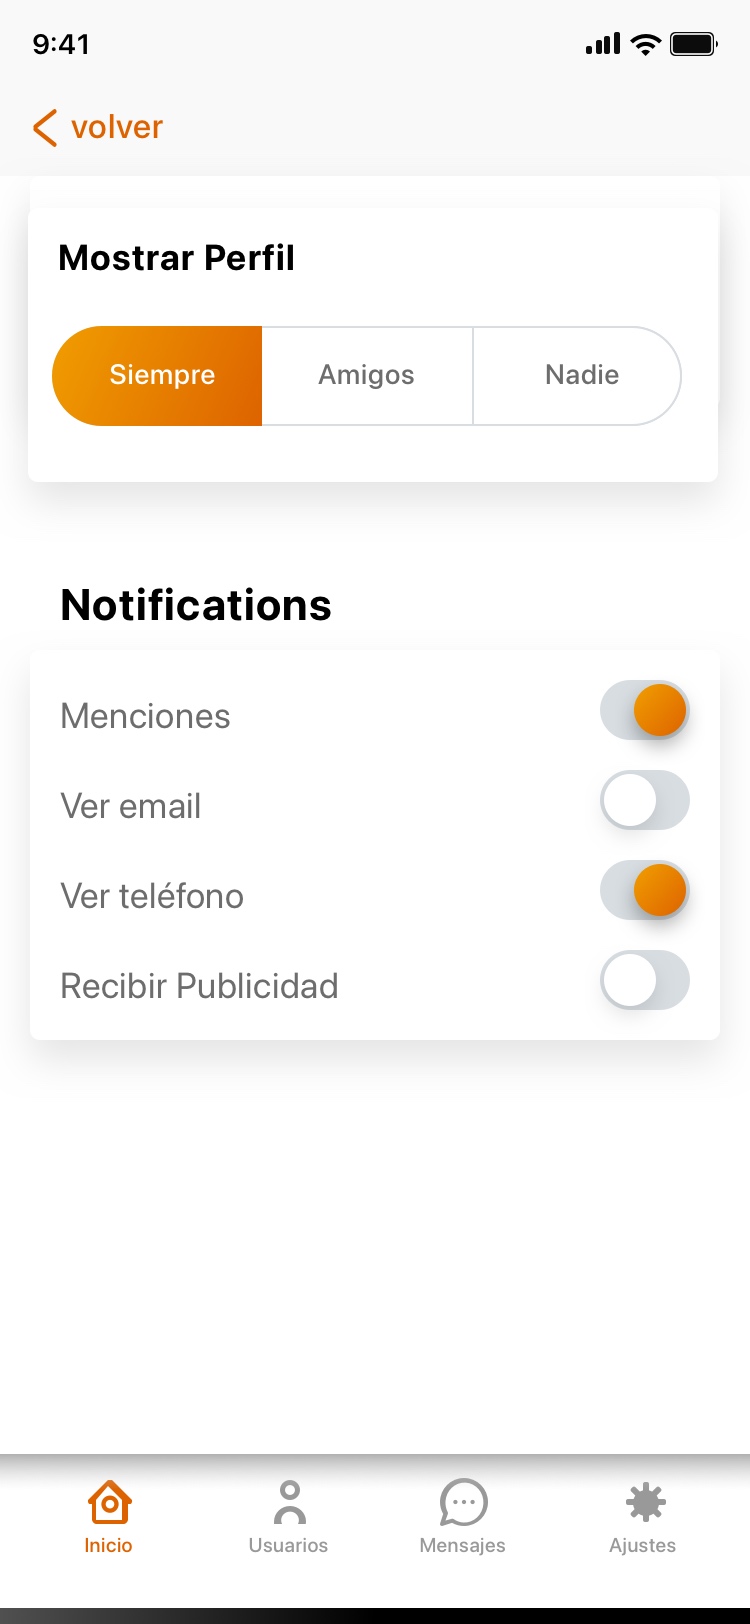 9:41
volver
Mostrar Perfil
Siempre Amigos Nadie
Notifications
Menciones
Ver email
Ver teléfono
Recibir Publicidad
Inicio Usuarios Mensajes Ajustes